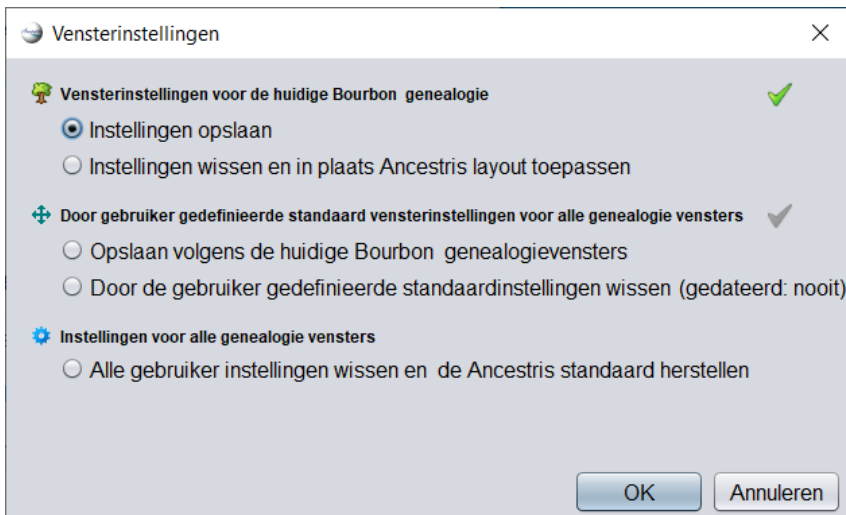 Vensterinstellingen
Vensterinstellingen voor de huidige Bourbon genealogie
Instellingen opslaan
Instellingen wissen en in plaats Ancestris layout toepassen
Door gebruiker gedefinieerde standaard vensterinstellingen voor alle genealogie vensters
Opslaan volgens de huidige Bourbon genealogievensters
Door de gebruiker gedefinieerde standaardinstellingen wissen (gedateerd: nooit)
Instellingen voor alle genealogie vensters
Alle gebruiker instellingen wissen en de Ancestris standaard herstellen
OK Annuleren